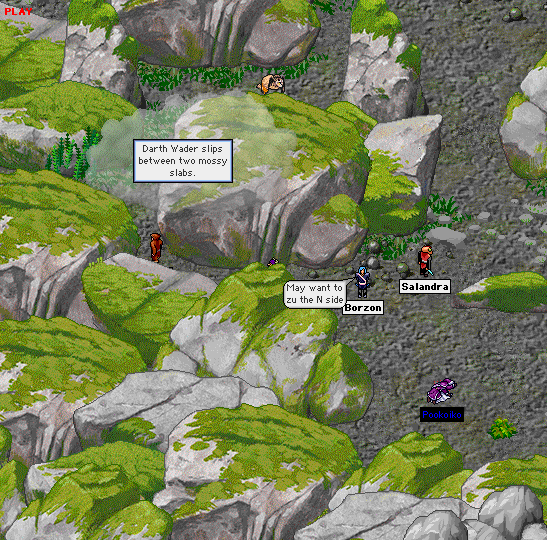 PLAY
Darth Wader slips
between two mossy
slabs.
May want to
zu the N side
Salandra
Borzon